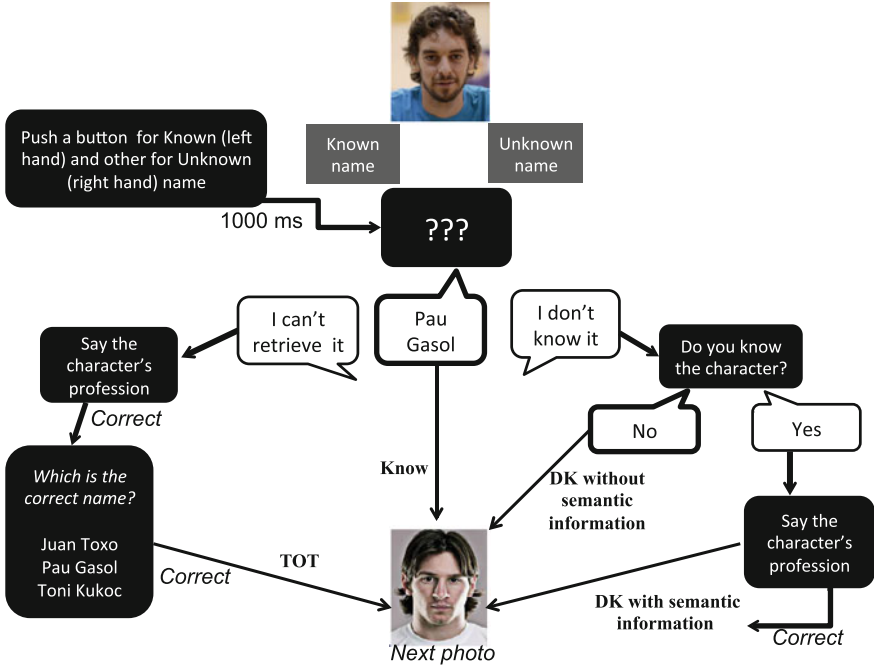 Push a button for Known (left
hand) and other for Unknown
(right hand) name
Known
name
Unknown
name
1000 ms
???
I can't
retrieve it
Pau
Gasol
I don't
know it
Say the
character's
profession
Do you know
the character?
Correct
No
Yes
Which is the
correct name?
Juan Toxo
Pau Gasol
Toni Kukoc
Know
DK without
semantic
information
Say the
character's
profession
Correct
TOT
DK with semantic
information
Correct
Next photo